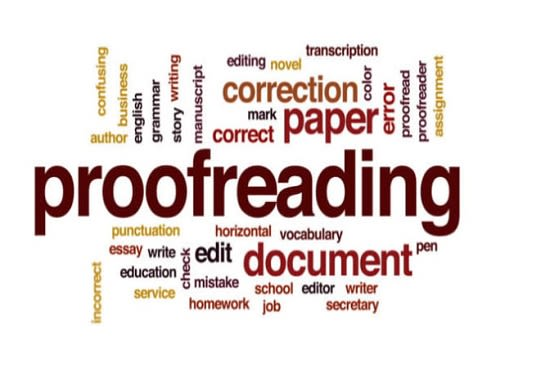 transcription
editing novel
confusing
business
english
grammar
story
writing
manuscript
correction
color
error
proofread
proofreader
assignment
mark
paper
author
correct
proofreading
punctuation
horizontal vocabulary
essay write
check
edit
document
pen
education
mistake
incorrect
service
school editor writer
homework job
secretary